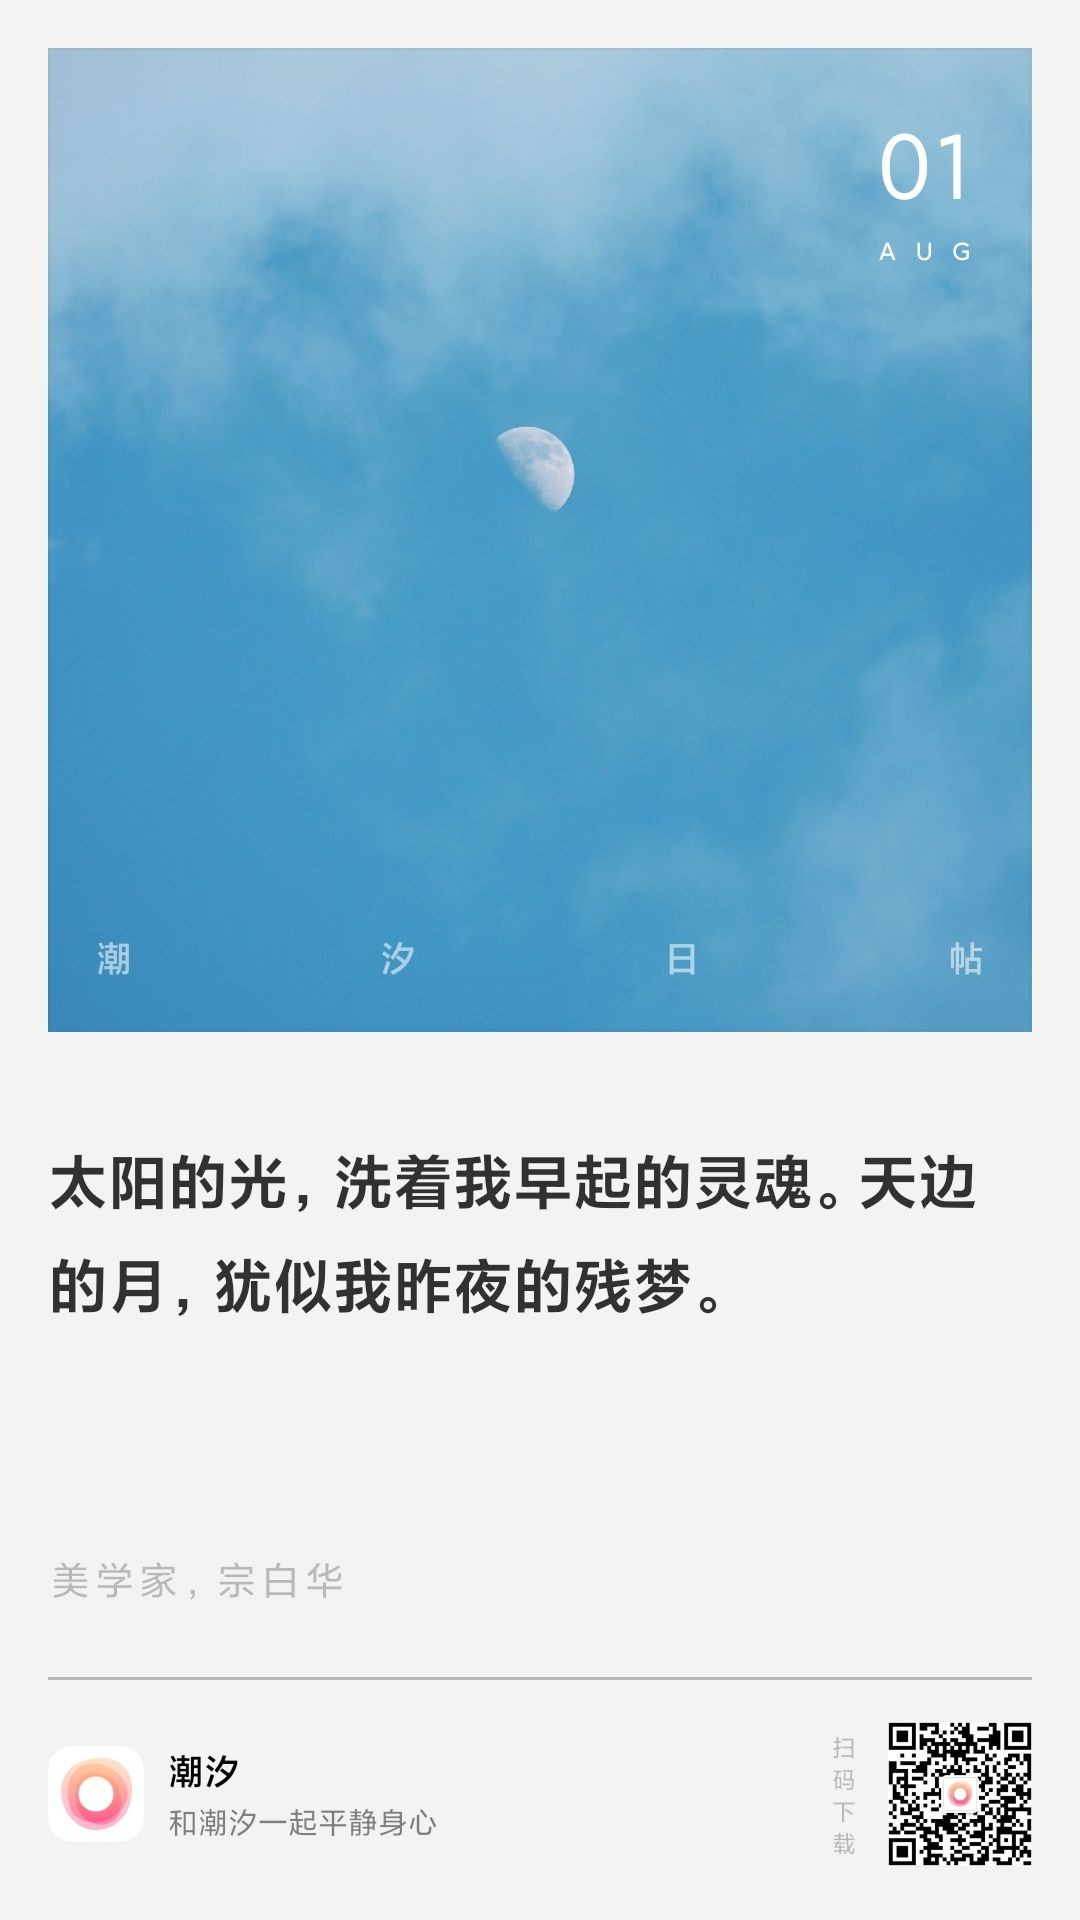 01
AUG
潮汐日帖
太阳的光，洗着我早起的灵魂。天边
的月，犹似我昨夜的残梦。
美学家，宗白华
潮汐
和潮汐一起平静身心
扫码下载